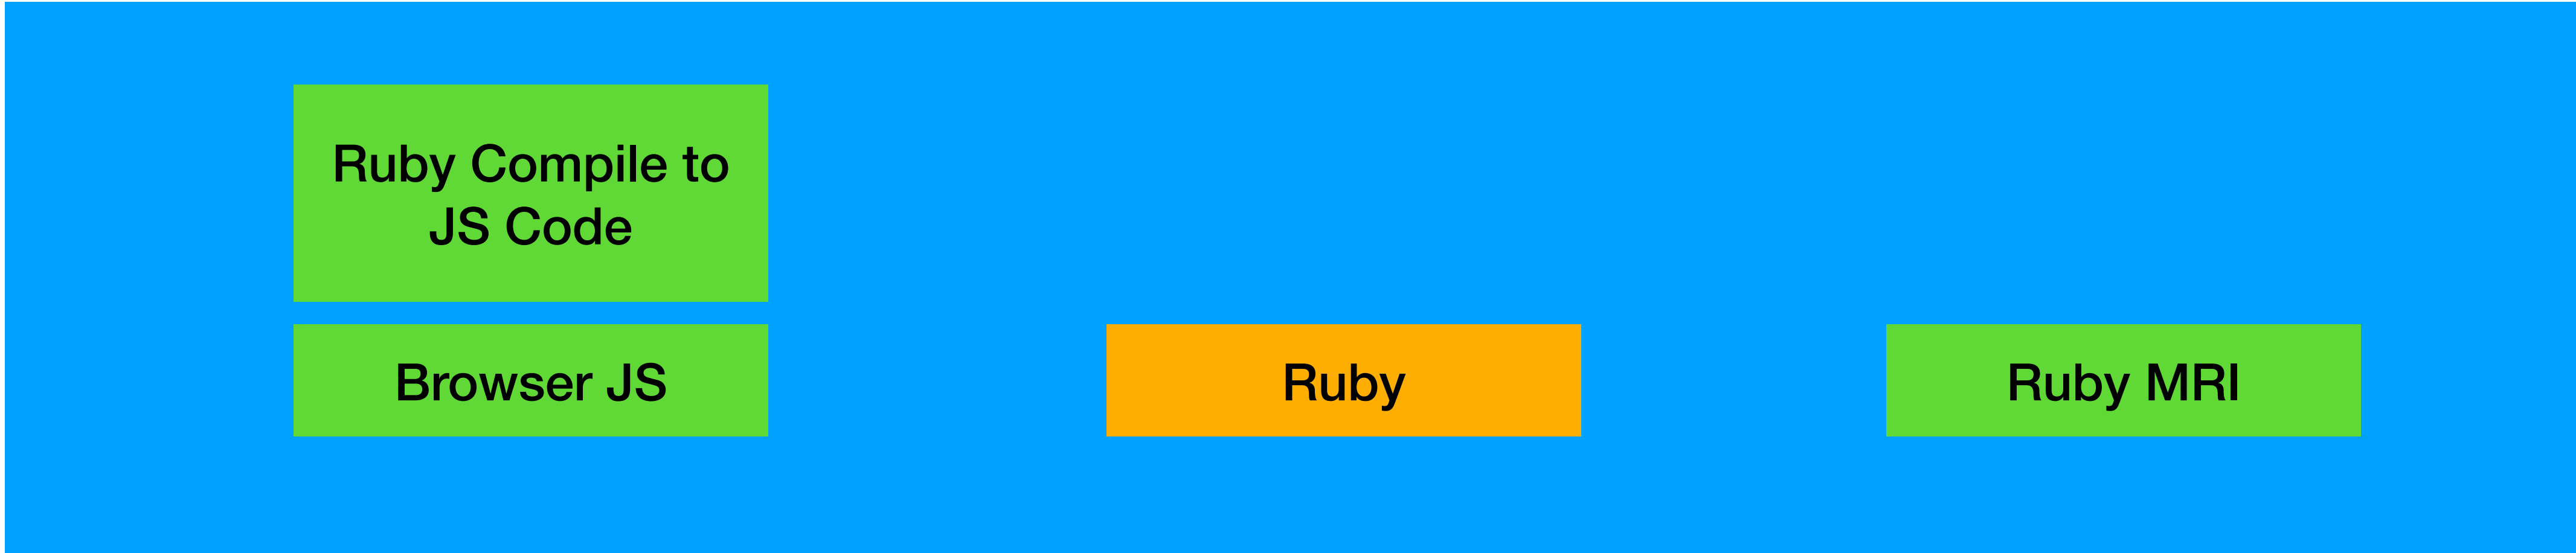 Ruby Compile to
JS Code
Browser JS
Ruby
Ruby MRI